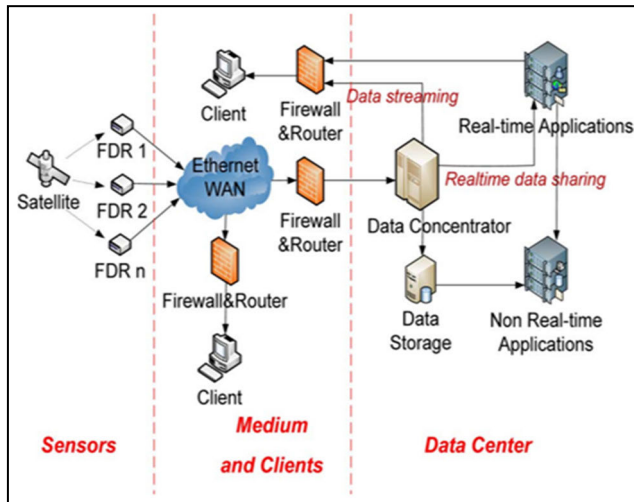 Client
Firewall
&Router
Data streaming
Real-time Applications
FDR 1
Satellite
FDR 2
FDR n
Ethernet
WAN
Firewall
&Router
Realtime data sharing
Data Concentrator
Firewall&Router
Client
Data
Storage
Non Real-time
Applications
Sensors
Medium
and Clients
Data Center